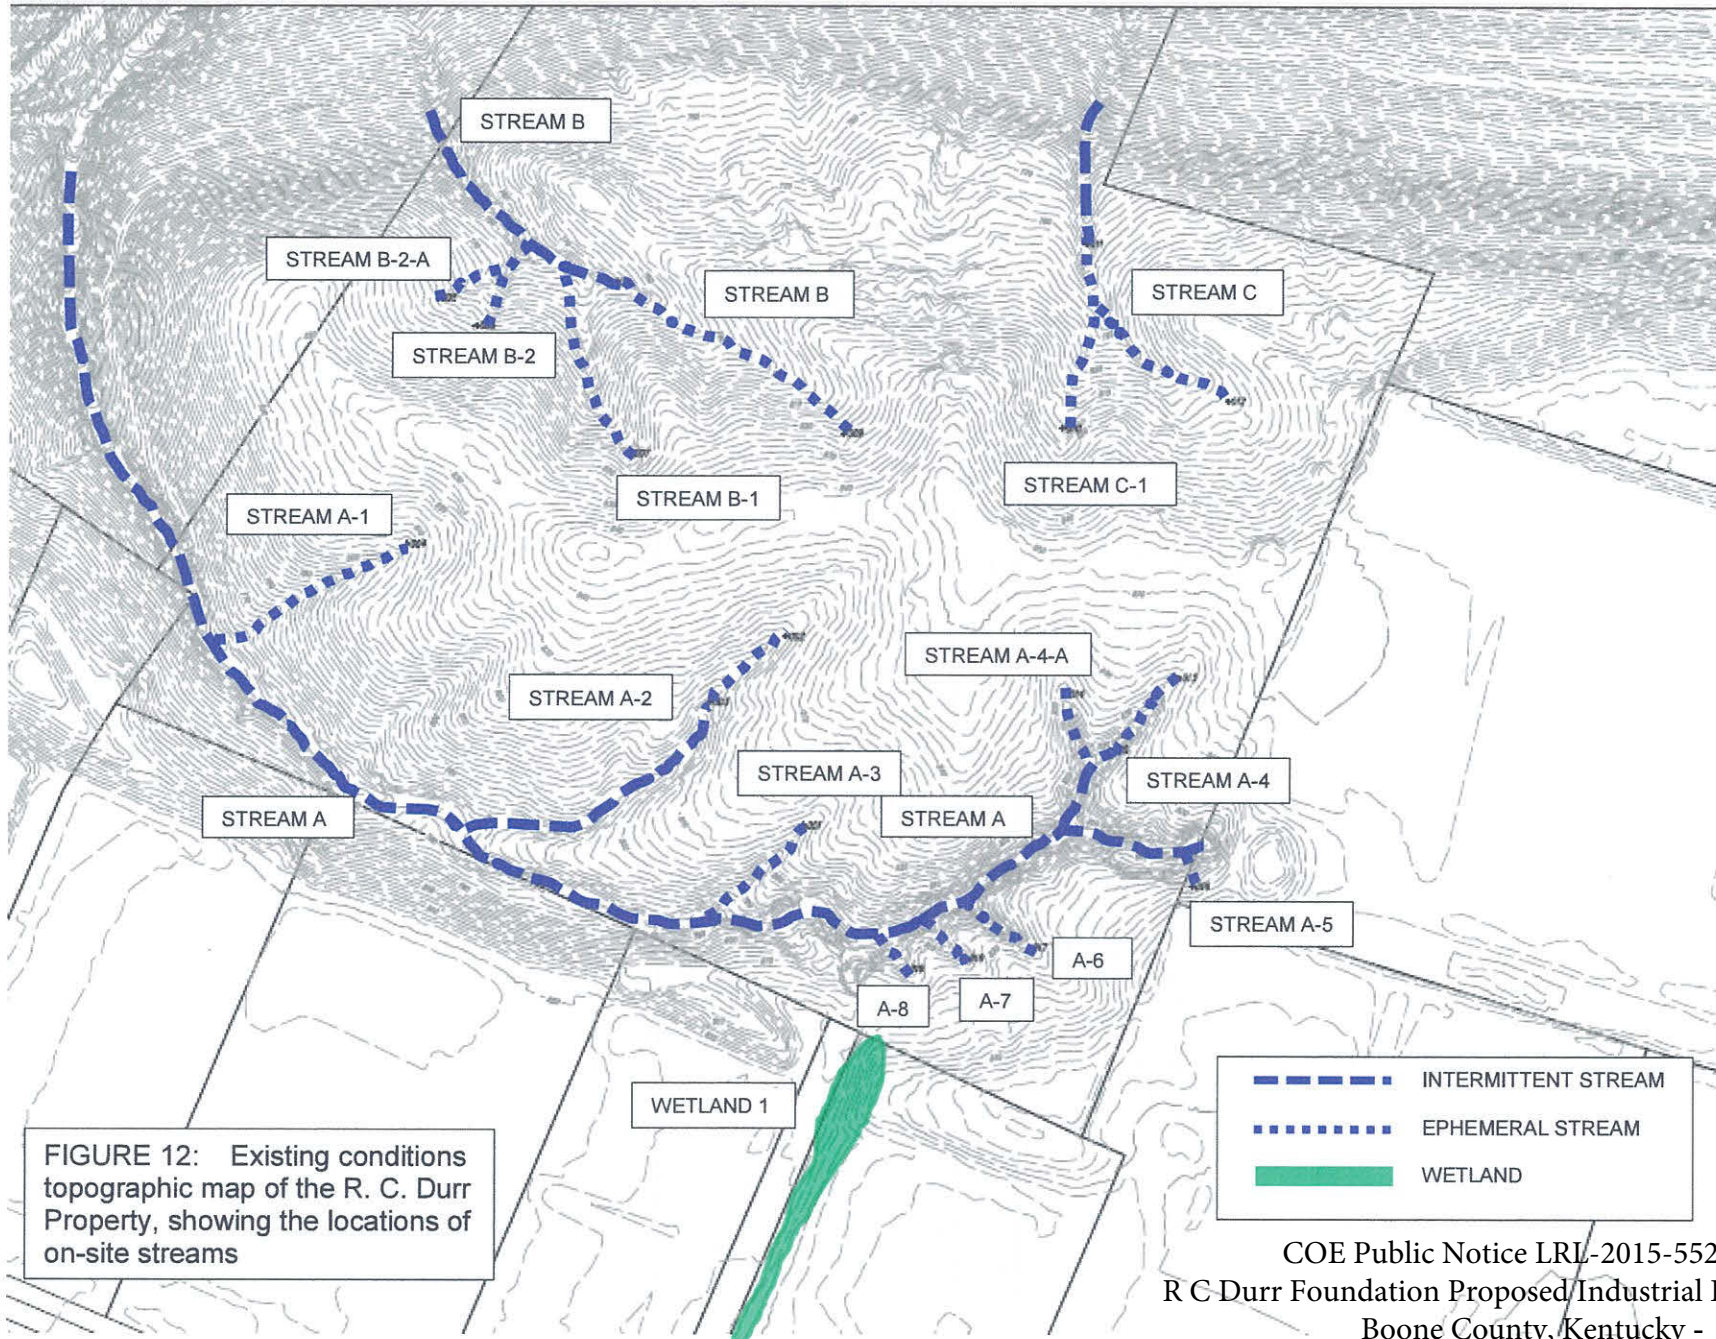 STREAM B
STREAM B-2-A
STREAM B
STREAM C
STREAM B-2
STREAM B-1
STREAM C-1
STREAM A-1
STREAM A-4-A
STREAM A-2
STREAM A-3
STREAM A-4
STREAM A
STREAM A
STREAM A-5
A-6
A-7
A-8
WETLAND 1
INTERMITTENT STREAM
EPHEMERAL STREAM
WETLAND
FIGURE 12: Existing conditions
topographic map of the R. C. Durr
Property, showing the locations of
on-site streams
COE Public Notice LRL-2015-552
R C Durr Foundation Proposed Industrial
Boone County, Kentucky -